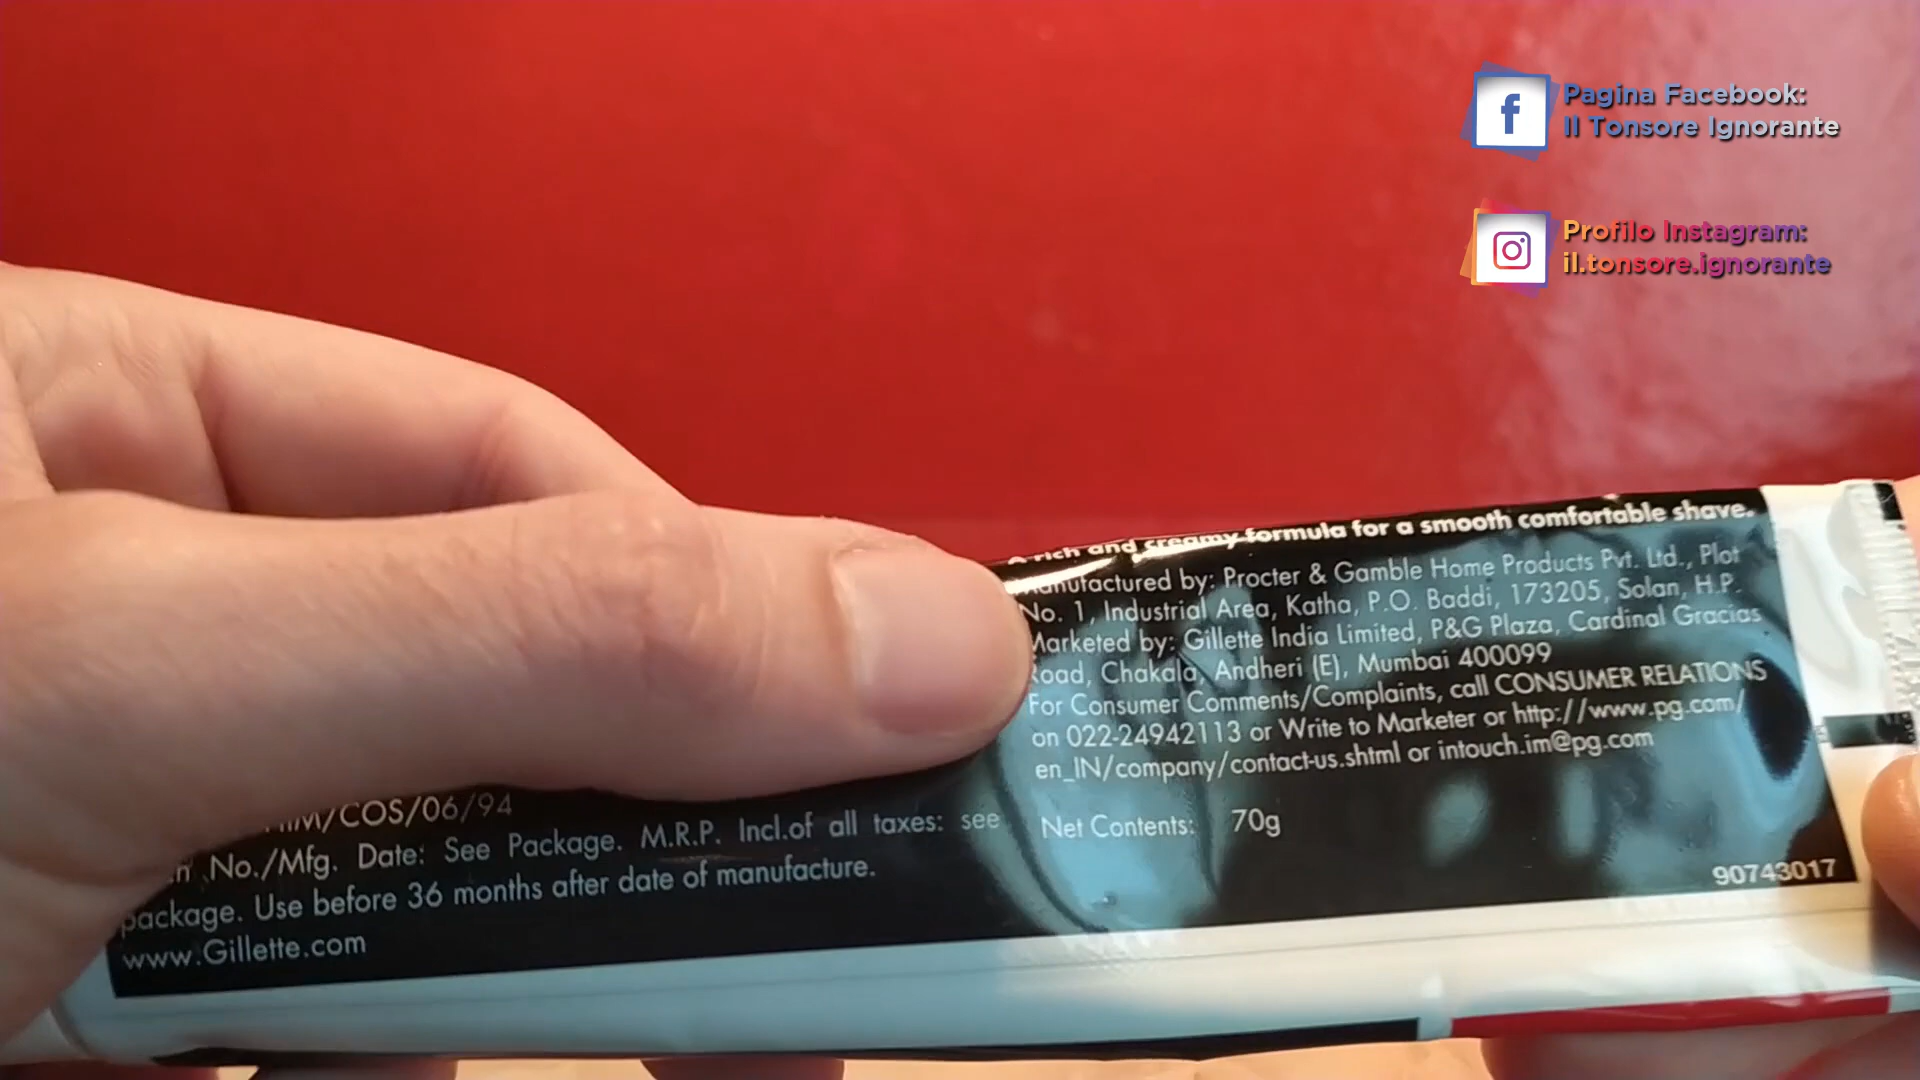 Pagina Facebook:
Il Tonsore Ignorante
Profilo Instagram:
il.tonsore.ignorante
rich and creamy formula for a smooth comfortable shave.
Manufactured by: Procter & Gamble Home Products Pvt. Ltd., Plot
No. 1, Industrial Area, Katha, P.O. Baddi, 173205, Solan, H.P.
Marketed by: Gillette India Limited, P&G Plaza, Cardinal Gracias
Road, Chakala, Andheri (E), Mumbai 400099
For Consumer Comments/Complaints, call CONSUMER RELATIONS
on 022-24942113 or Write to Marketer or http://www.pg.com/
en_IN/company/contact-us.shtml or intouch.im@pg.com
Net Contents: 70g
90743017
/COS/06/94
No./Mfg. Date: See Package. M.R.P. Incl.of all taxes: see
package. Use before 36 months after date of manufacture.
www.Gillette.com